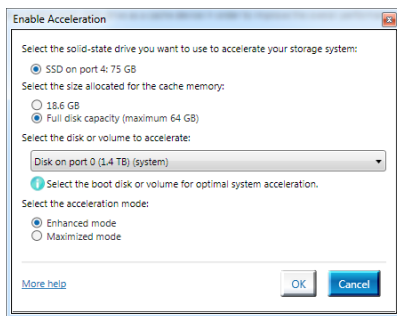 Enable Acceleration
Select the solid-state drive you want to use to accelerate your storage system:
SSD on port 4: 75 GB
Select the size allocated for the cache memory:
18.6 GB
Full disk capacity (maximum 64 GB)
Select the disk or volume to accelerate:
Disk on port 0 (1.4 TB) (system)
Select the boot disk or volume for optimal system acceleration.
Select the acceleration mode:
Enhanced mode
Maximized mode
More help
OK
Cancel